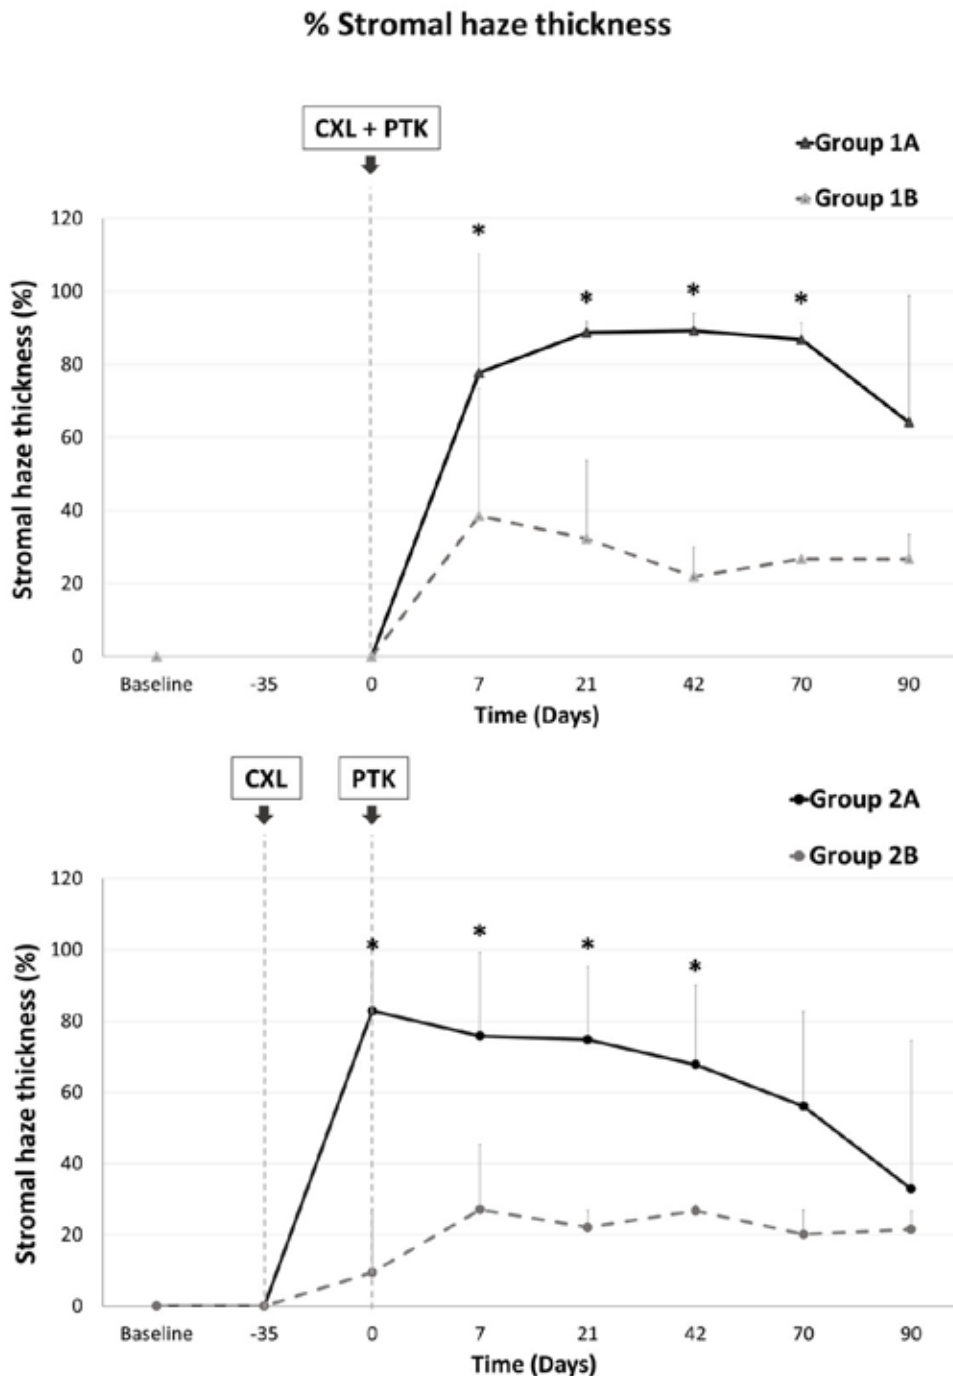 % Stromal haze thickness
CXL + PTK
Group 1A
Group 1B
Stromal haze thickness (%)
120
100
80
60
40
20
0
* * * *
Baseline -35 0 7 21 42 70 90
Time (Days)
CXL PTK
Group 2A
Group 2B
Stromal haze thickness (%)
120
100
80
60
40
20
0
* * * *
Baseline -35 0 7 21 42 70 90
Time (Days)